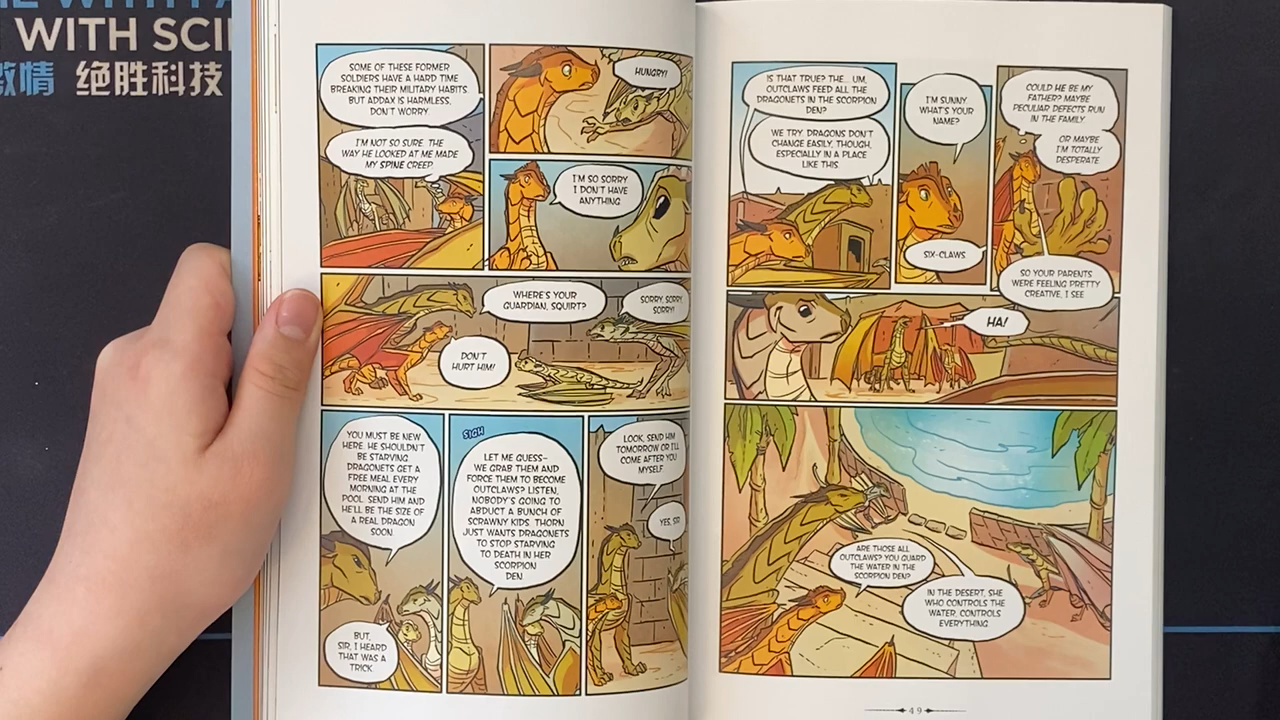 WITH SCI
激情 绝胜科技
SOME OF THESE FORMER
SOLDIERS HAVE A HARD TIME
BREAKING THEIR MILITARY HABITS.
BUT ADDAX IS HARMLESS,
DON'T WORRY.
I'M NOT SO SURE. THE
WAY HE LOOKED AT ME MADE
MY SPINE CREEP.
HUNGRY!
I'M SO SORRY
I DON'T HAVE
ANYTHING.
WHERE'S YOUR
GUARDIAN, SQUIRT?
SORRY, SORRY,
SORRY!
DON'T
HURT HIM!
YOU MUST BE NEW
HERE. HE SHOULDN'T
BE STARVING.
DRAGONETS GET A
FREE MEAL EVERY
MORNING AT THE
POOL. SEND HIM AND
HE'LL BE THE SIZE OF
A REAL DRAGON
SOON.
BUT,
SIR, I HEARD
THAT WAS A
TRICK.
SIGH
LET ME GUESS–
WE GRAB THEM AND
FORCE THEM TO BECOME
OUTCLAWS? LISTEN,
NOBODY'S GOING TO
ABDUCT A BUNCH OF
SCRAWNY KIDS. THORN
JUST WANTS DRAGONETS
TO STOP STARVING
TO DEATH IN HER
SCORPION
DEN.
LOOK, SEND HIM
TOMORROW OR I'LL
COME AFTER YOU
MYSELF.
YES, SIR.
IS THAT TRUE? THE... UM,
OUTCLAWS FEED ALL THE
DRAGONETS IN THE SCORPION
DEN?
WE TRY. DRAGONS DON'T
CHANGE EASILY, THOUGH,
ESPECIALLY IN A PLACE
LIKE THIS.
I'M SUNNY.
WHAT'S YOUR
NAME?
SIX-CLAWS.
COULD HE BE MY
FATHER? MAYBE
PECULIAR DEFECTS RUN
IN THE FAMILY.
OR MAYBE
I'M TOTALLY
DESPERATE.
SO YOUR PARENTS
WERE FEELING PRETTY
CREATIVE, I SEE.
HA!
ARE THOSE ALL
OUTCLAWS? YOU GUARD
THE WATER IN THE
SCORPION DEN?
IN THE DESERT, SHE
WHO CONTROLS THE
WATER, CONTROLS
EVERYTHING.
49